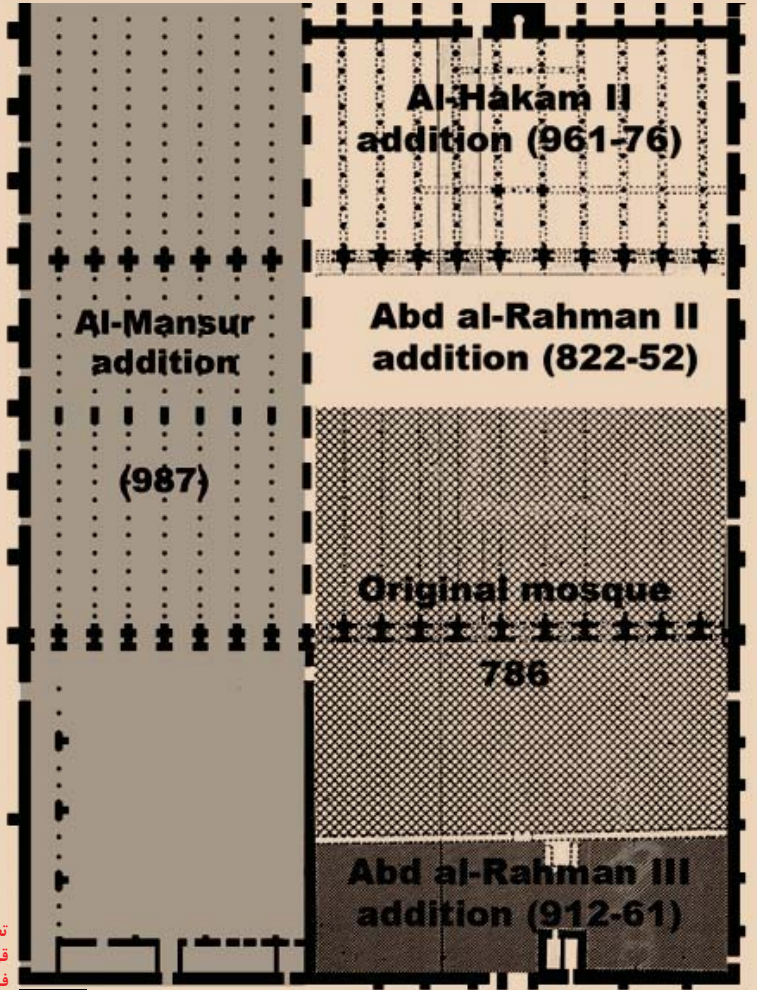 Al-Hakam II
addition (961-76)
Al-Mansur
addition
(987)
Abd al-Rahman II
addition (822-52)
Original mosque
786
Abd al-Rahman III
addition (912-61)